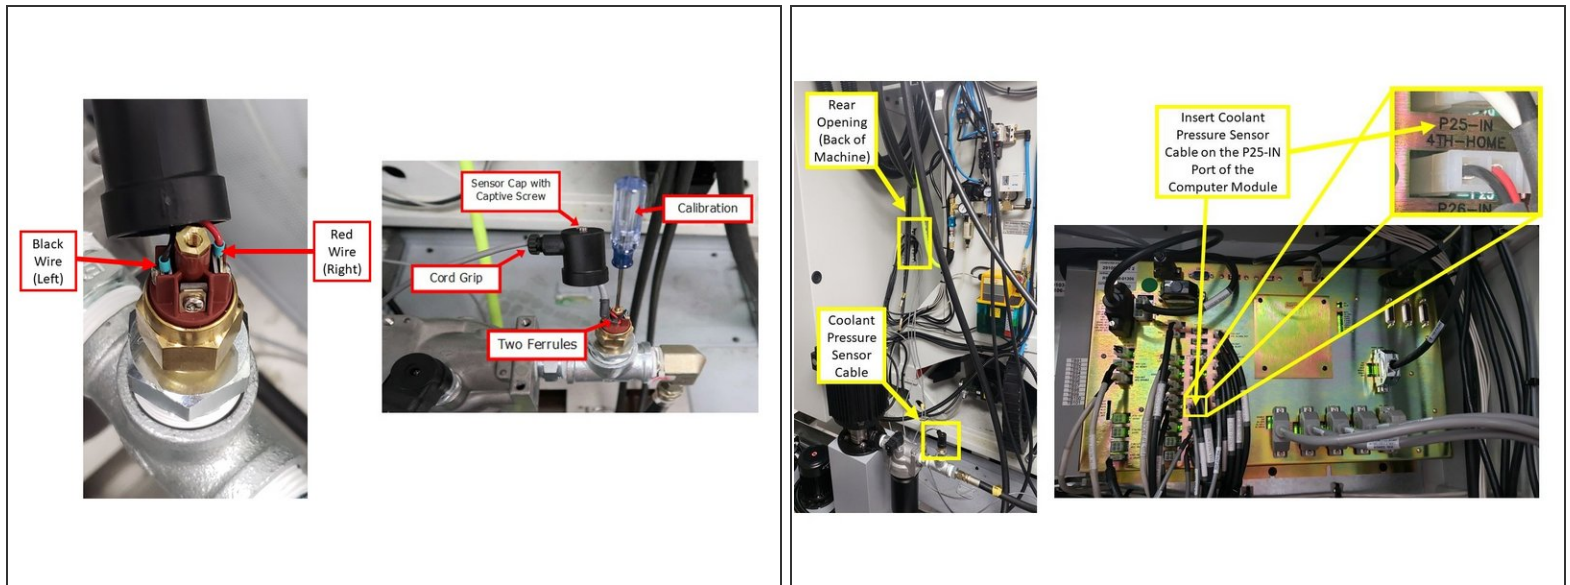 Black
Wire
(Left)
Red
Wire
(Right)
Sensor Cap with
Captive Screw
Calibration
Cord Grip
Two Ferrules
Rear
Opening
(Back of
Machine)
Coolant
Pressure
Sensor
Cable
Insert Coolant
Pressure Sensor
Cable on the P25-IN
Port of the
Computer Module
P25-IN
4TH-HOME
P26-IN